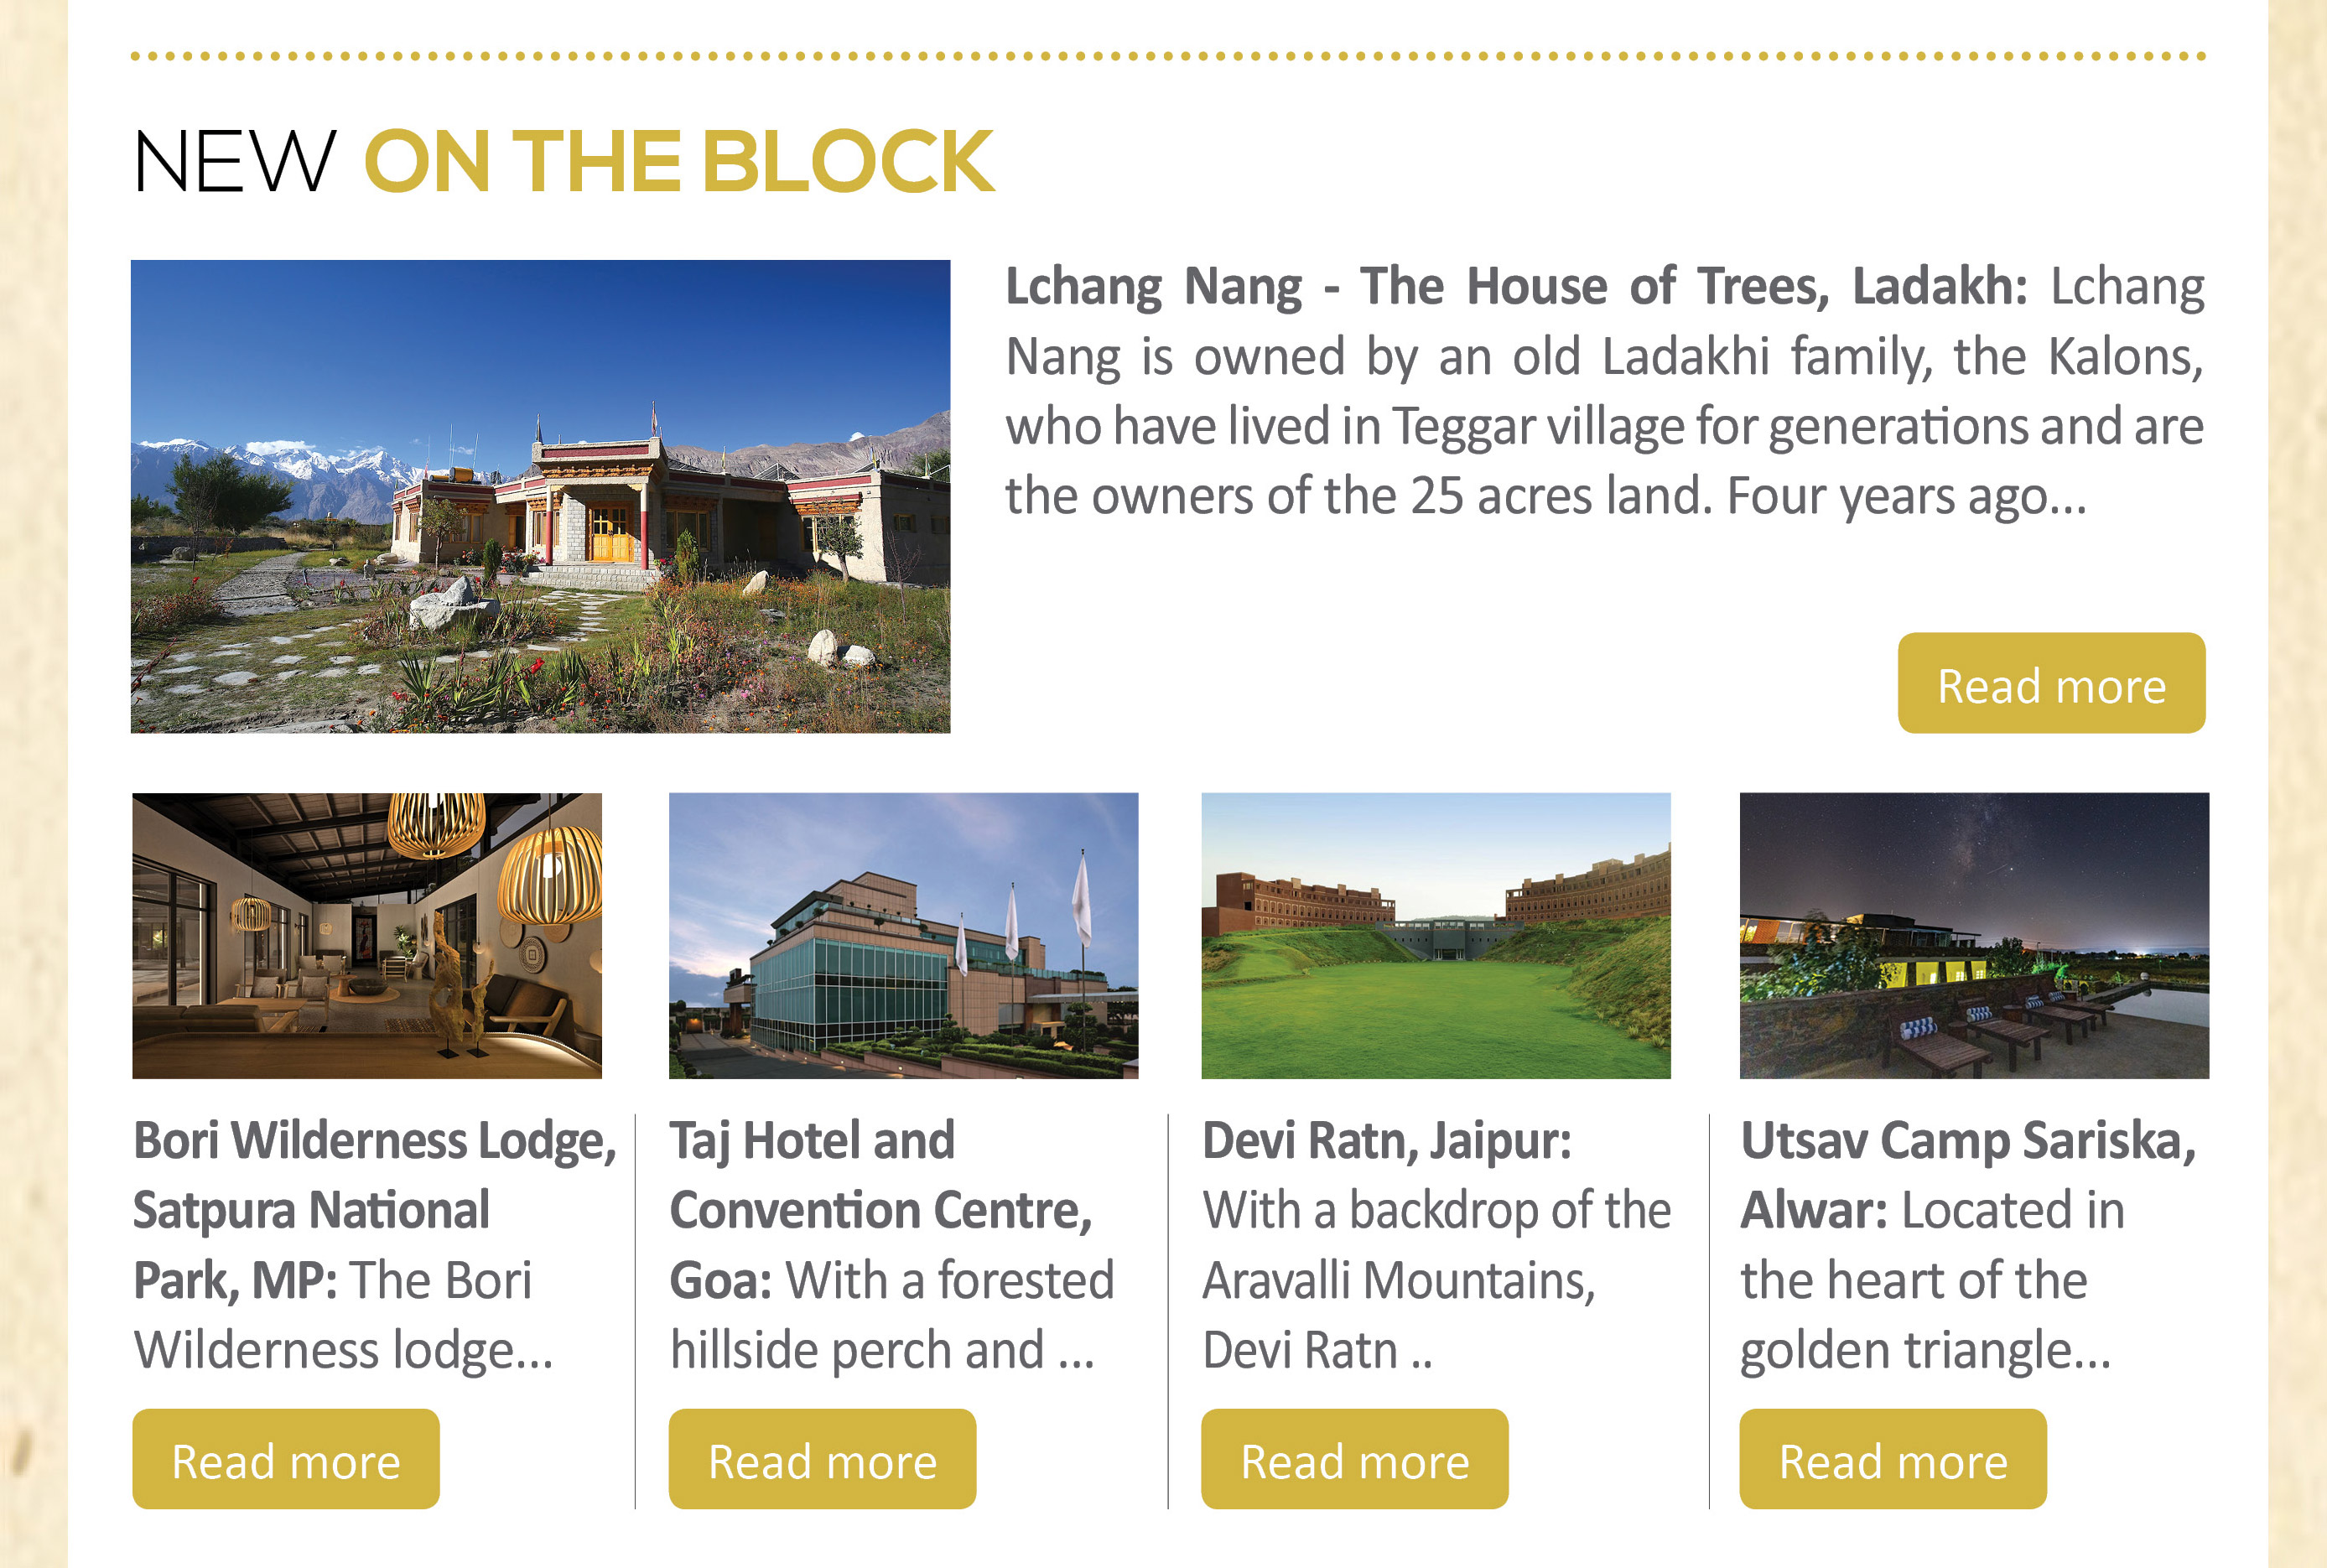 NEW ON THE BLOCK
Lchang Nang - The House of Trees, Ladakh: Lchang
Nang is owned by an old Ladakhi family, the Kalons,
who have lived in Teggar village for generations and are
the owners of the 25 acres land. Four years ago...
Read more
Bori Wilderness Lodge,
Satpura National
Park, MP: The Bori
Wilderness lodge...
Read more
Taj Hotel and
Convention Centre,
Goa: With a forested
hillside perch and ...
Read more
Devi Ratn, Jaipur:
With a backdrop of the
Aravalli Mountains,
Devi Ratn ..
Read more
Utsav Camp Sariska,
Alwar: Located in
the heart of the
golden triangle...
Read more